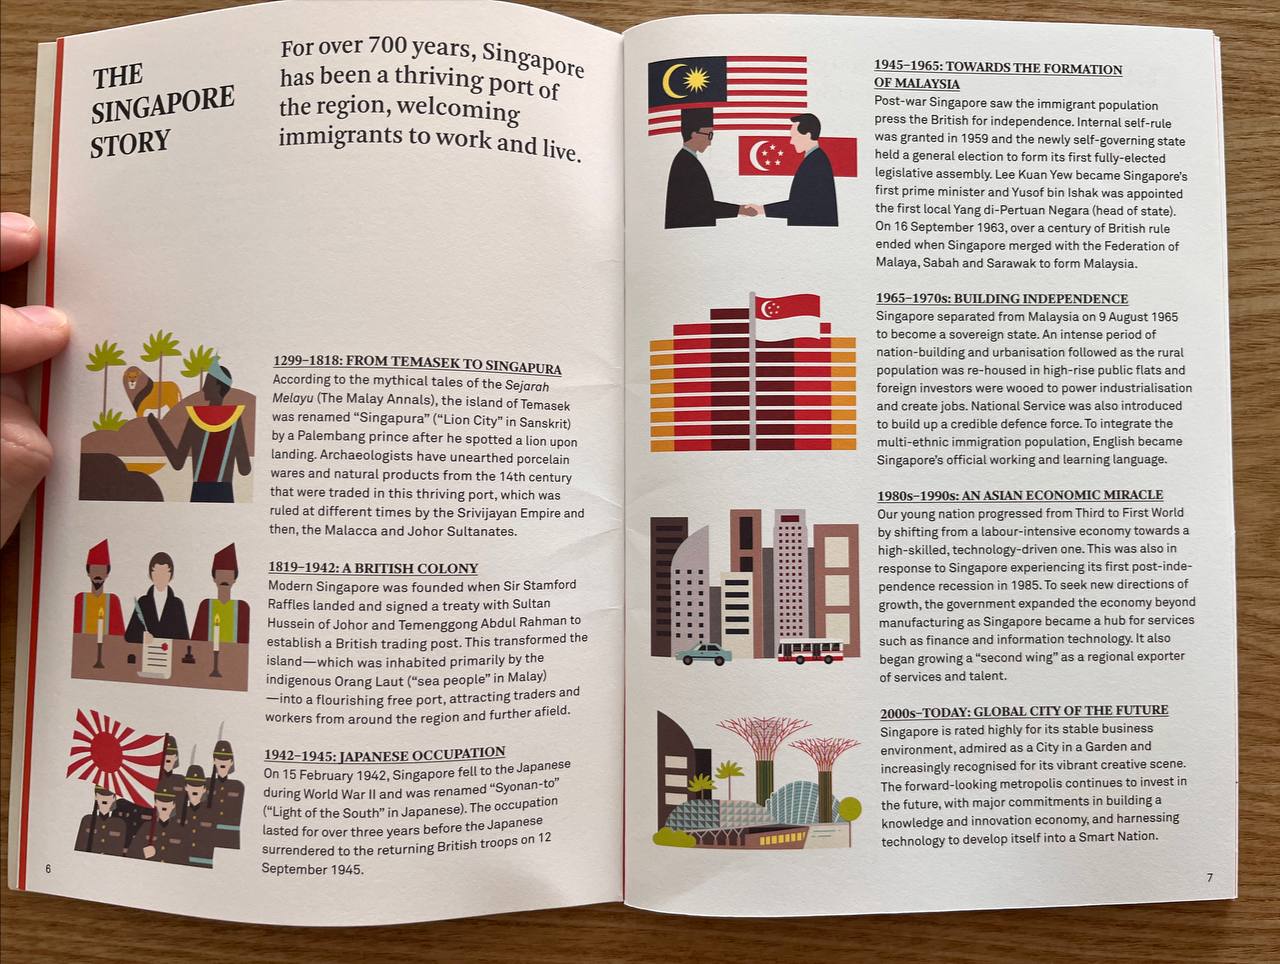 THE
SINGAPORE
STORY
For over 700 years, Singapore
has been a thriving port of
the region, welcoming
immigrants to work and live.
1299–1818: FROM TEMASEK TO SINGAPURA
According to the mythical tales of the Sejarah
Melayu (The Malay Annals), the island of Temasek
was renamed “Singapura” (“Lion City” in Sanskrit)
by a Palembang prince after he spotted a lion upon
landing. Archaeologists have unearthed porcelain
wares and natural products from the 14th century
that were traded in this thriving port, which was
ruled at different times by the Srivijayan Empire and
then, the Malacca and Johor Sultanates.
1819–1942: A BRITISH COLONY
Modern Singapore was founded when Sir Stamford
Raffles landed and signed a treaty with Sultan
Hussein of Johor and Temenggong Abdul Rahman to
establish a British trading post. This transformed the
island—which was inhabited primarily by the
indigenous Orang Laut (“sea people” in Malay)
—into a flourishing free port, attracting traders and
workers from around the region and further afield.
1942–1945: JAPANESE OCCUPATION
On 15 February 1942, Singapore fell to the Japanese
during World War II and was renamed “Syonan-to”
(“Light of the South” in Japanese). The occupation
lasted for over three years before the Japanese
surrendered to the returning British troops on 12
September 1945.
6
1945–1965: TOWARDS THE FORMATION
OF MALAYSIA
Post-war Singapore saw the immigrant population
press the British for independence. Internal self-rule
was granted in 1959 and the newly self-governing state
held a general election to form its first fully-elected
legislative assembly. Lee Kuan Yew became Singapore’s
first prime minister and Yusof bin Ishak was appointed
the first local Yang di-Pertuan Negara (head of state).
On 16 September 1963, over a century of British rule
ended when Singapore merged with the Federation of
Malaya, Sabah and Sarawak to form Malaysia.
1965–1970s: BUILDING INDEPENDENCE
Singapore separated from Malaysia on 9 August 1965
to become a sovereign state. An intense period of
nation-building and urbanisation followed as the rural
population was re-housed in high-rise public flats and
foreign investors were wooed to power industrialisation
and create jobs. National Service was also introduced
to build up a credible defence force. To integrate the
multi-ethnic immigration population, English became
Singapore’s official working and learning language.
1980s–1990s: AN ASIAN ECONOMIC MIRACLE
Our young nation progressed from Third to First World
by shifting from a labour-intensive economy towards a
high-skilled, technology-driven one. This was also in
response to Singapore experiencing its first post-inde-
pendence recession in 1985. To seek new directions of
growth, the government expanded the economy beyond
manufacturing as Singapore became a hub for services
such as finance and information technology. It also
began growing a “second wing” as a regional exporter
of services and talent.
2000s–TODAY: GLOBAL CITY OF THE FUTURE
Singapore is rated highly for its stable business
environment, admired as a City in a Garden and
increasingly recognised for its vibrant creative scene.
The forward-looking metropolis continues to invest in
the future, with major commitments in building a
knowledge and innovation economy, and harnessing
technology to develop itself into a Smart Nation.
7